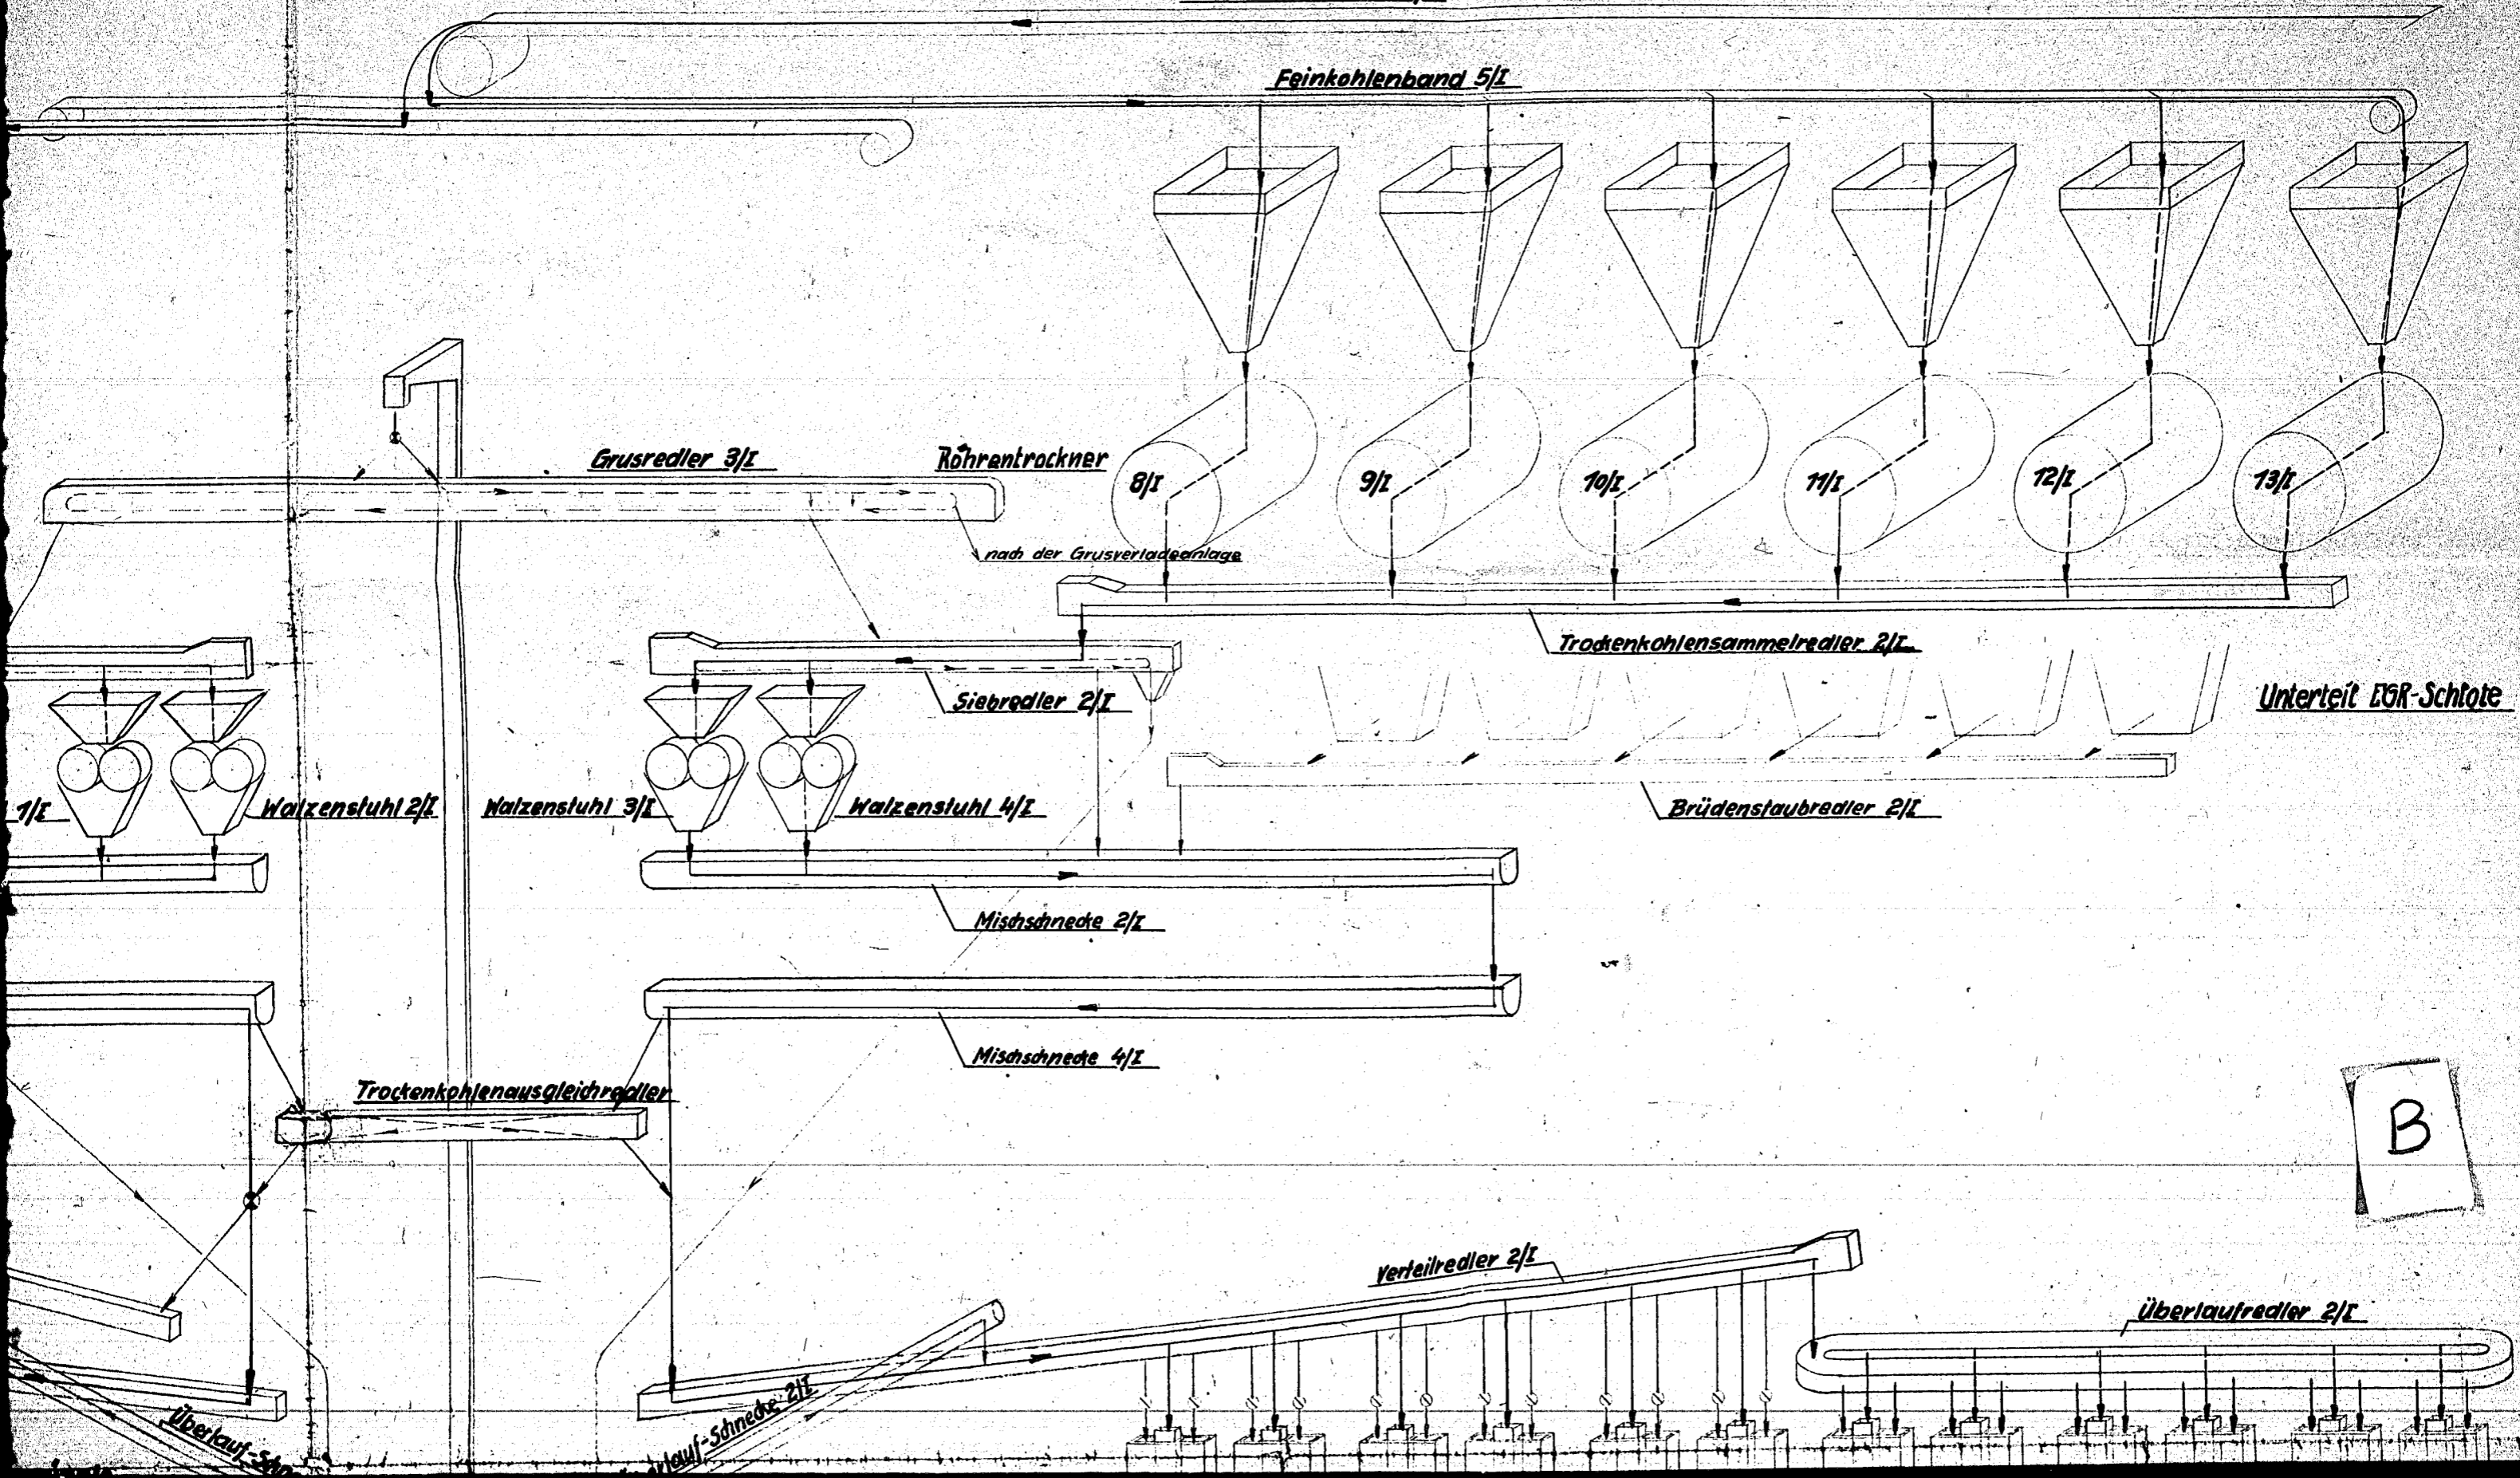 Feinkohlenband 5/I
Grusredler 3/I
Röhrentrockner
8/I
9/I
10/I
11/I
12/I
13/I
nach der Grusverladeanlage
Trockenkohlensammelredler 2/I
Siebredler 2/I
Unterteil EGR-Schlote
1/I
Walzenstuhl 2/I
Walzenstuhl 3/I
Walzenstuhl 4/I
Brüdenstaubredler 2/I
Mischschnecke 2/I
Mischschnecke 4/I
Trockenkohlenausgleichredler
B
Verteilredler 2/I
Überlaufredler 2/I
Überlauf-Schn
erlauf-Schnecke 2/I